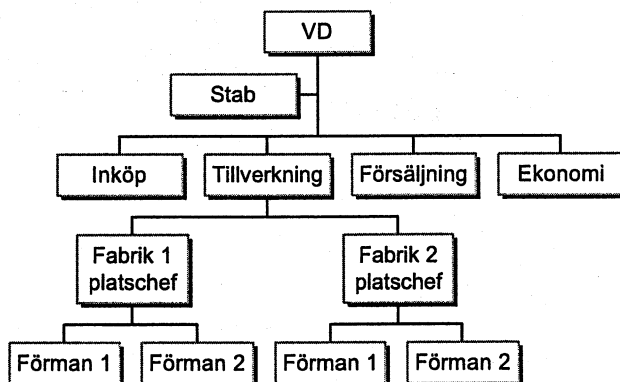 VD
Stab
Inköp
Tillverkning
Försäljning
Ekonomi
Fabrik 1
platschef
Fabrik 2
platschef
Förman 1
Förman 2
Förman 1
Förman 2